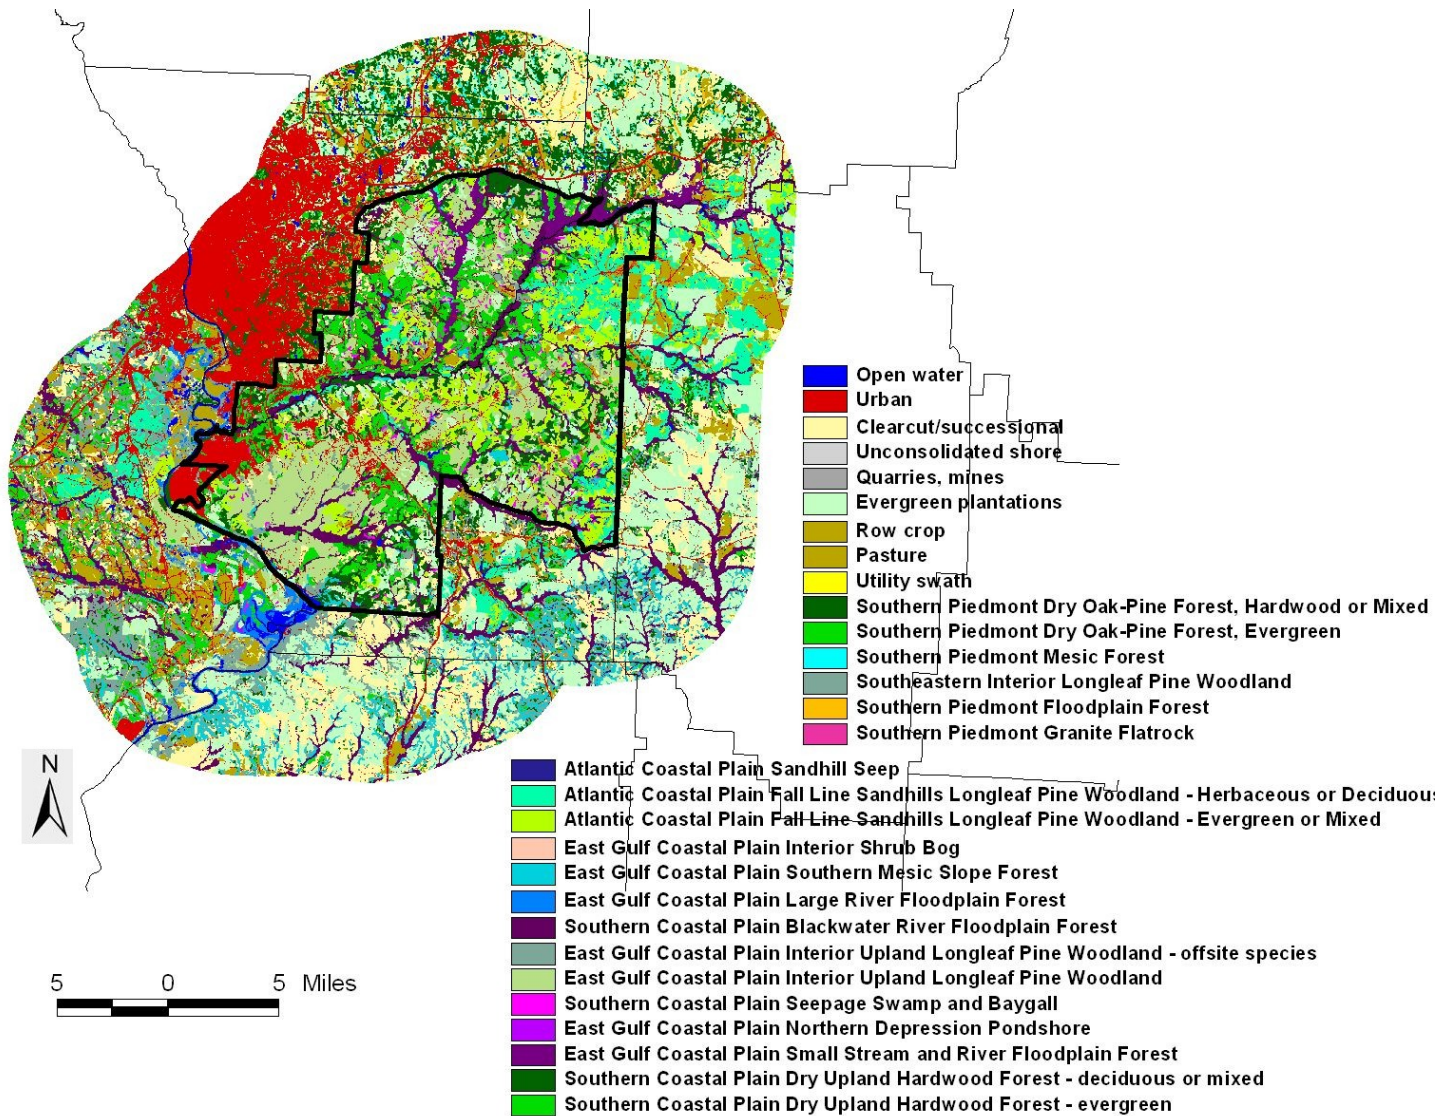 Open water
Urban
Clearcut/successional
Unconsolidated shore
Quarries, mines
Evergreen plantations
Row crop
Pasture
Utility swath
Southern Piedmont Dry Oak-Pine Forest, Hardwood or Mixed
Southern Piedmont Dry Oak-Pine Forest, Evergreen
Southern Piedmont Mesic Forest
Southeastern Interior Longleaf Pine Woodland
Southern Piedmont Floodplain Forest
Southern Piedmont Granite Flatrock
N
Atlantic Coastal Plain Sandhill Seep
Atlantic Coastal Plain Fall Line Sandhills Longleaf Pine Woodland - Herbaceous or Deciduous
Atlantic Coastal Plain Fall Line Sandhills Longleaf Pine Woodland - Evergreen or Mixed
East Gulf Coastal Plain Interior Shrub Bog
East Gulf Coastal Plain Southern Mesic Slope Forest
East Gulf Coastal Plain Large River Floodplain Forest
Southern Coastal Plain Blackwater River Floodplain Forest
East Gulf Coastal Plain Interior Upland Longleaf Pine Woodland - offsite species
East Gulf Coastal Plain Interior Upland Longleaf Pine Woodland
Southern Coastal Plain Seepage Swamp and Baygall
East Gulf Coastal Plain Northern Depression Pondshore
East Gulf Coastal Plain Small Stream and River Floodplain Forest
Southern Coastal Plain Dry Upland Hardwood Forest - deciduous or mixed
Southern Coastal Plain Dry Upland Hardwood Forest - evergreen
5 0 5 Miles